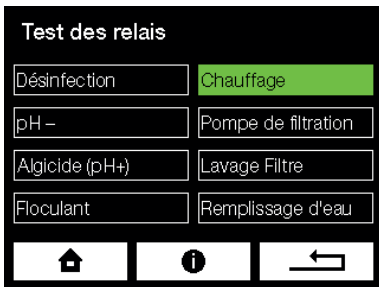 Test des relais
Désinfection
Chauffage
pH –
Pompe de filtration
Algicide (pH+)
Lavage Filtre
Floculant
Remplissage d'eau